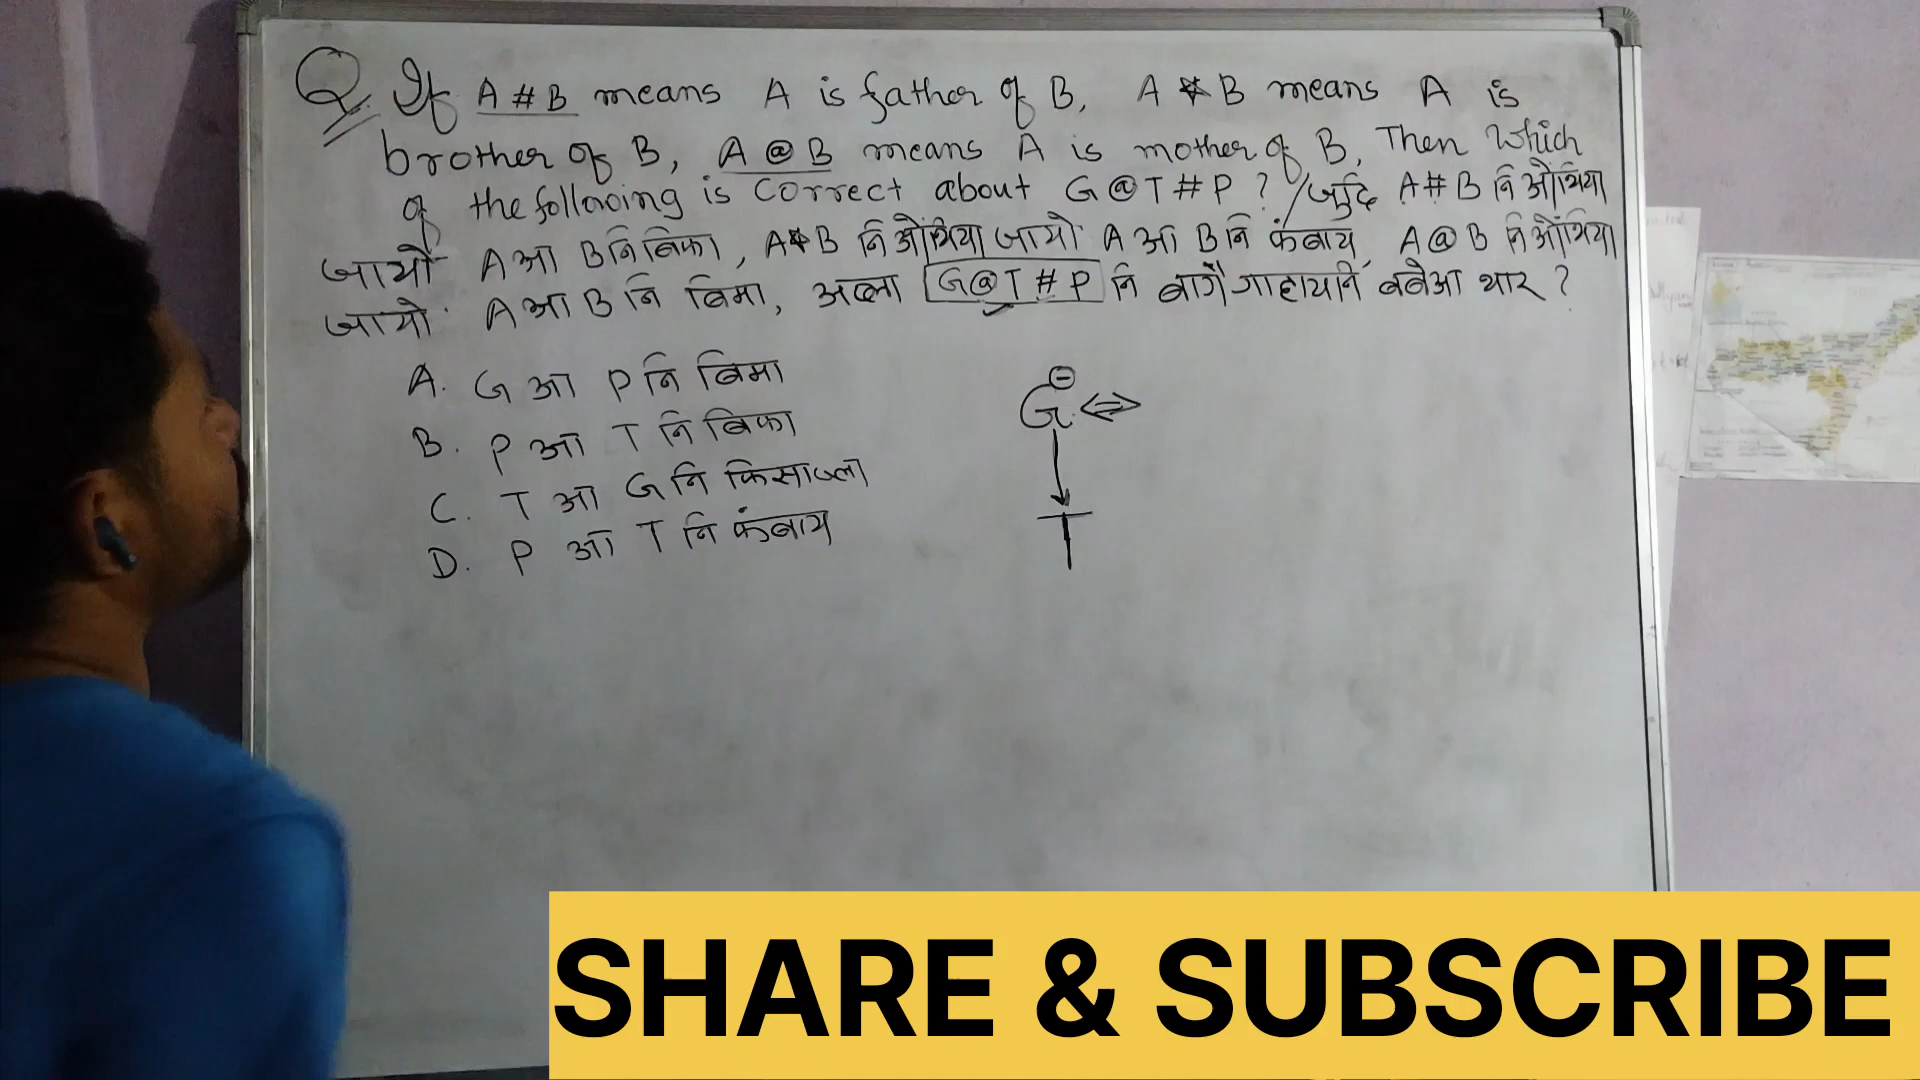 Q. If A # B means A is father of B, A * B means A is
brother of B, A @ B means A is mother of B, Then Which
of the following is correct about G @ T # P ? / जुदि A # B नि ओंथिया
जायो A आ B नि बिफा, A * B नि ओंथिया जायो A आ B नि फंबाय, A @ B नि ओंथिया
जायो A आ B नि बिमा, अब्ला G@T # P नि बागै गाहायनि बबेआ थार ?
A. G आ P नि बिमा
B. P आ T नि बिफा
C. T आ G नि फिसाज्ला
D. P आ T नि फंबाय
G
T
SHARE & SUBSCRIBE